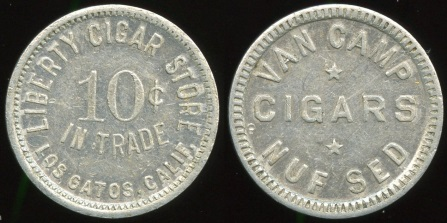 LIBERTY CIGAR STORE
10¢
IN TRADE
LOS GATOS, CALIF.
VAN CAMP
CIGARS
NUF SED